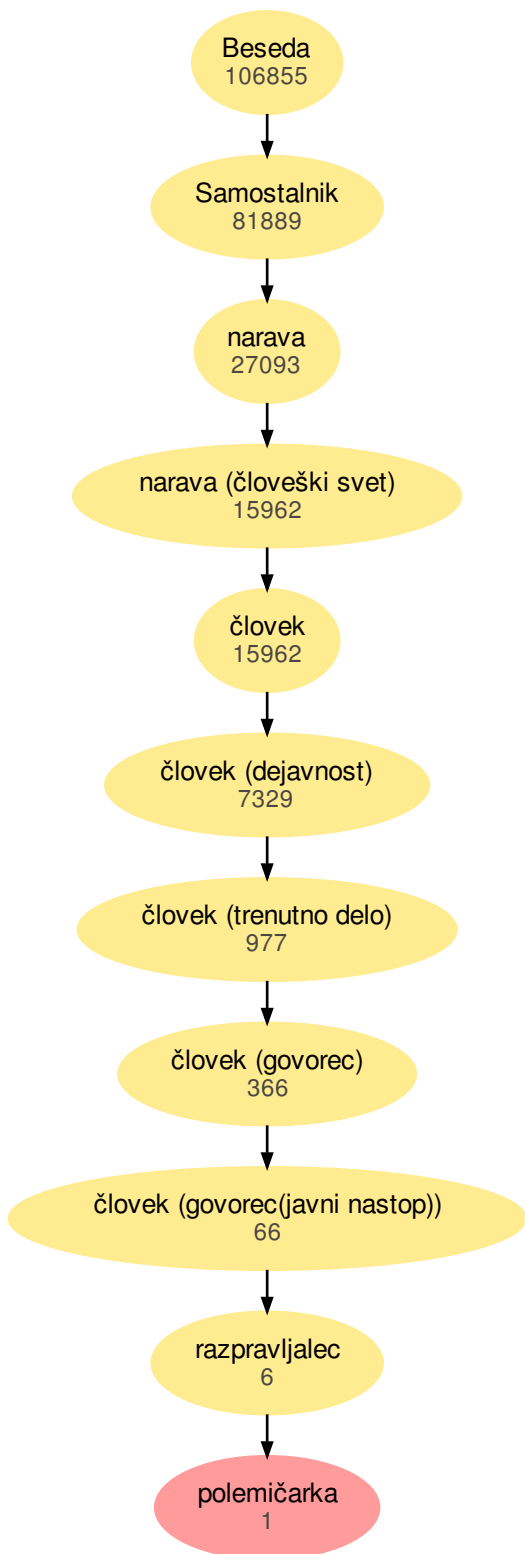 Beseda
106855
Samostalnik
81889
narava
27093
narava (človeški svet)
15962
človek
15962
človek (dejavnost)
7329
človek (trenutno delo)
977
človek (govorec)
366
človek (govorec(javni nastop))
66
razpravljalec
6
polemičarka
1